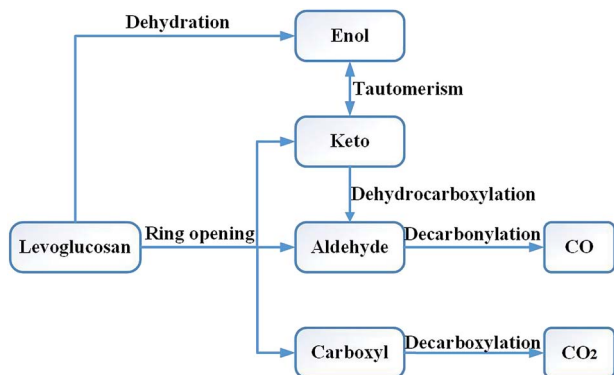 Dehydration
Enol
Tautomerism
Keto
Dehydrocarboxylation
Levoglucosan
Ring opening
Aldehyde
Decarbonylation
CO
Carboxyl
Decarboxylation
CO₂